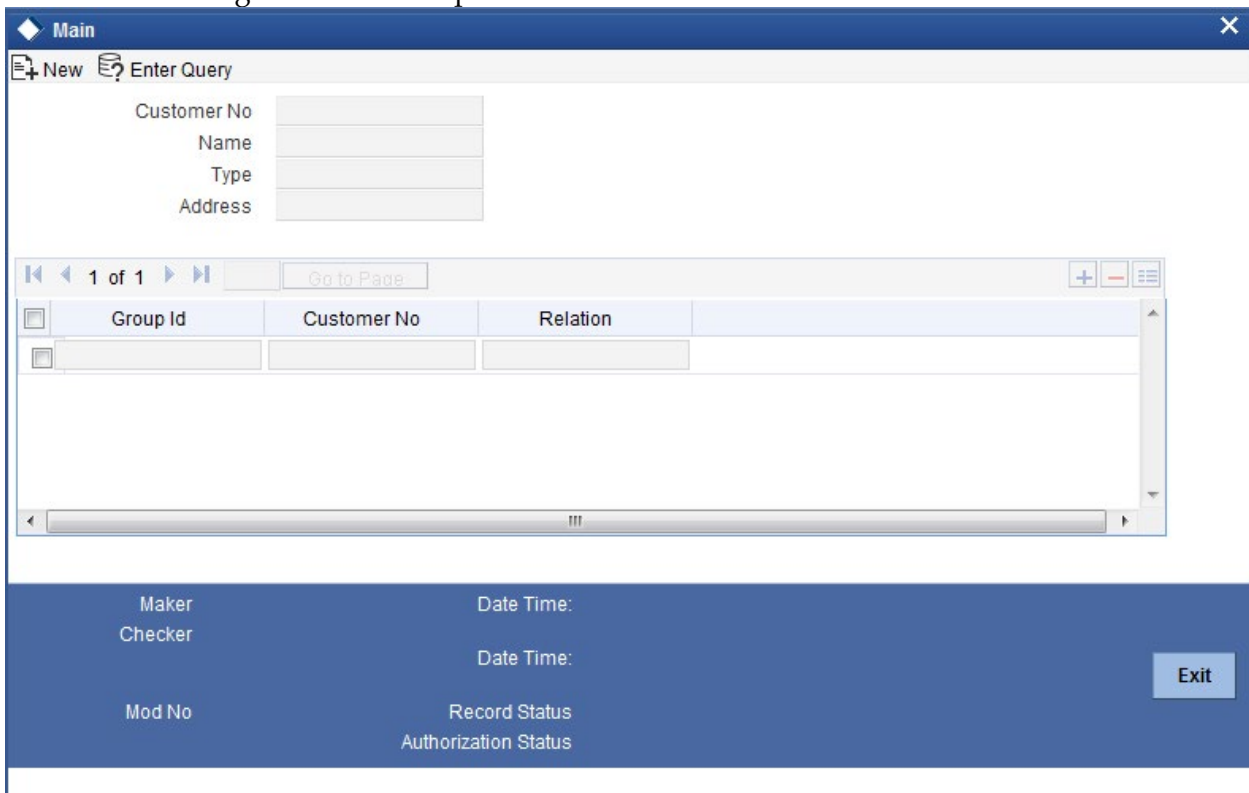 Main
New Enter Query
Customer No
Name
Type
Address
1 of 1 Go to Page
Group Id Customer No Relation
Maker Date Time:
Checker
Date Time:
Exit
Mod No Record Status
Authorization Status